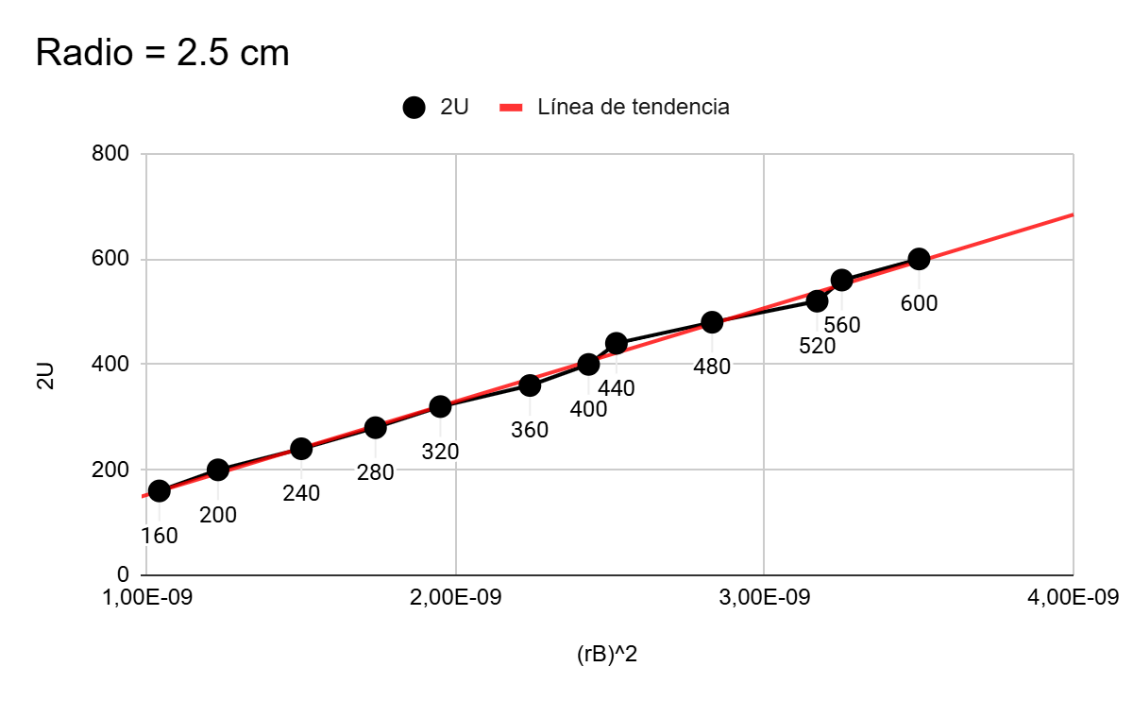 Radio = 2.5 cm
2U
Línea de tendencia
800
600
400
200
0
2U
160
200
240
280
320
360
400
440
480
520
560
600
1,00E-09
2,00E-09
3,00E-09
4,00E-09
(rB)^2